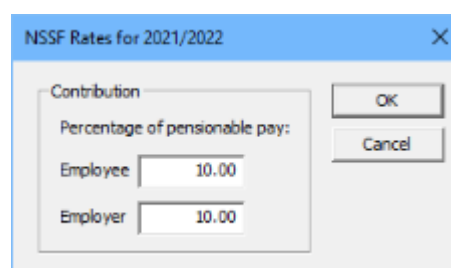 NSSF Rates for 2021/2022
Contribution
Percentage of pensionable pay:
Employee 10.00
Employer 10.00
OK
Cancel